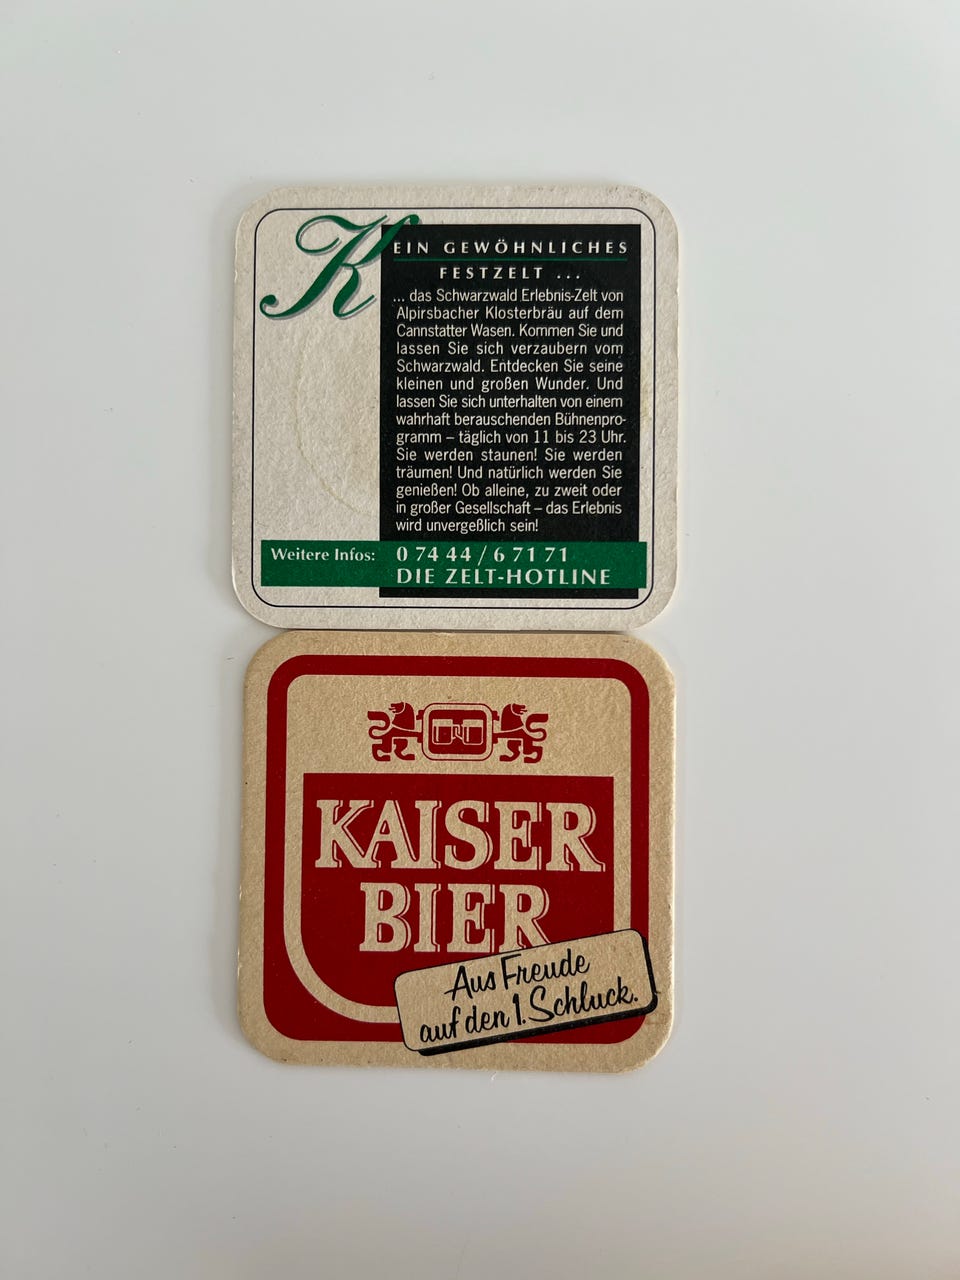 KEIN GEWÖHNLICHES
FESTZELT ...
... das Schwarzwald Erlebnis-Zelt von
Alpirsbacher Klosterbräu auf dem
Cannstatter Wasen. Kommen Sie und
lassen Sie sich verzaubern vom
Schwarzwald. Entdecken Sie seine
kleinen und großen Wunder. Und
lassen Sie sich unterhalten von einem
wahrhaft berauschenden Bühnenpro-
gramm – täglich von 11 bis 23 Uhr.
Sie werden staunen! Sie werden
träumen! Und natürlich werden Sie
genießen! Ob alleine, zu zweit oder
in großer Gesellschaft – das Erlebnis
wird unvergeßlich sein!
Weitere Infos: 0 74 44 / 6 71 71
DIE ZELT-HOTLINE
KAISER
BIER
Aus Freude
auf den 1. Schluck.